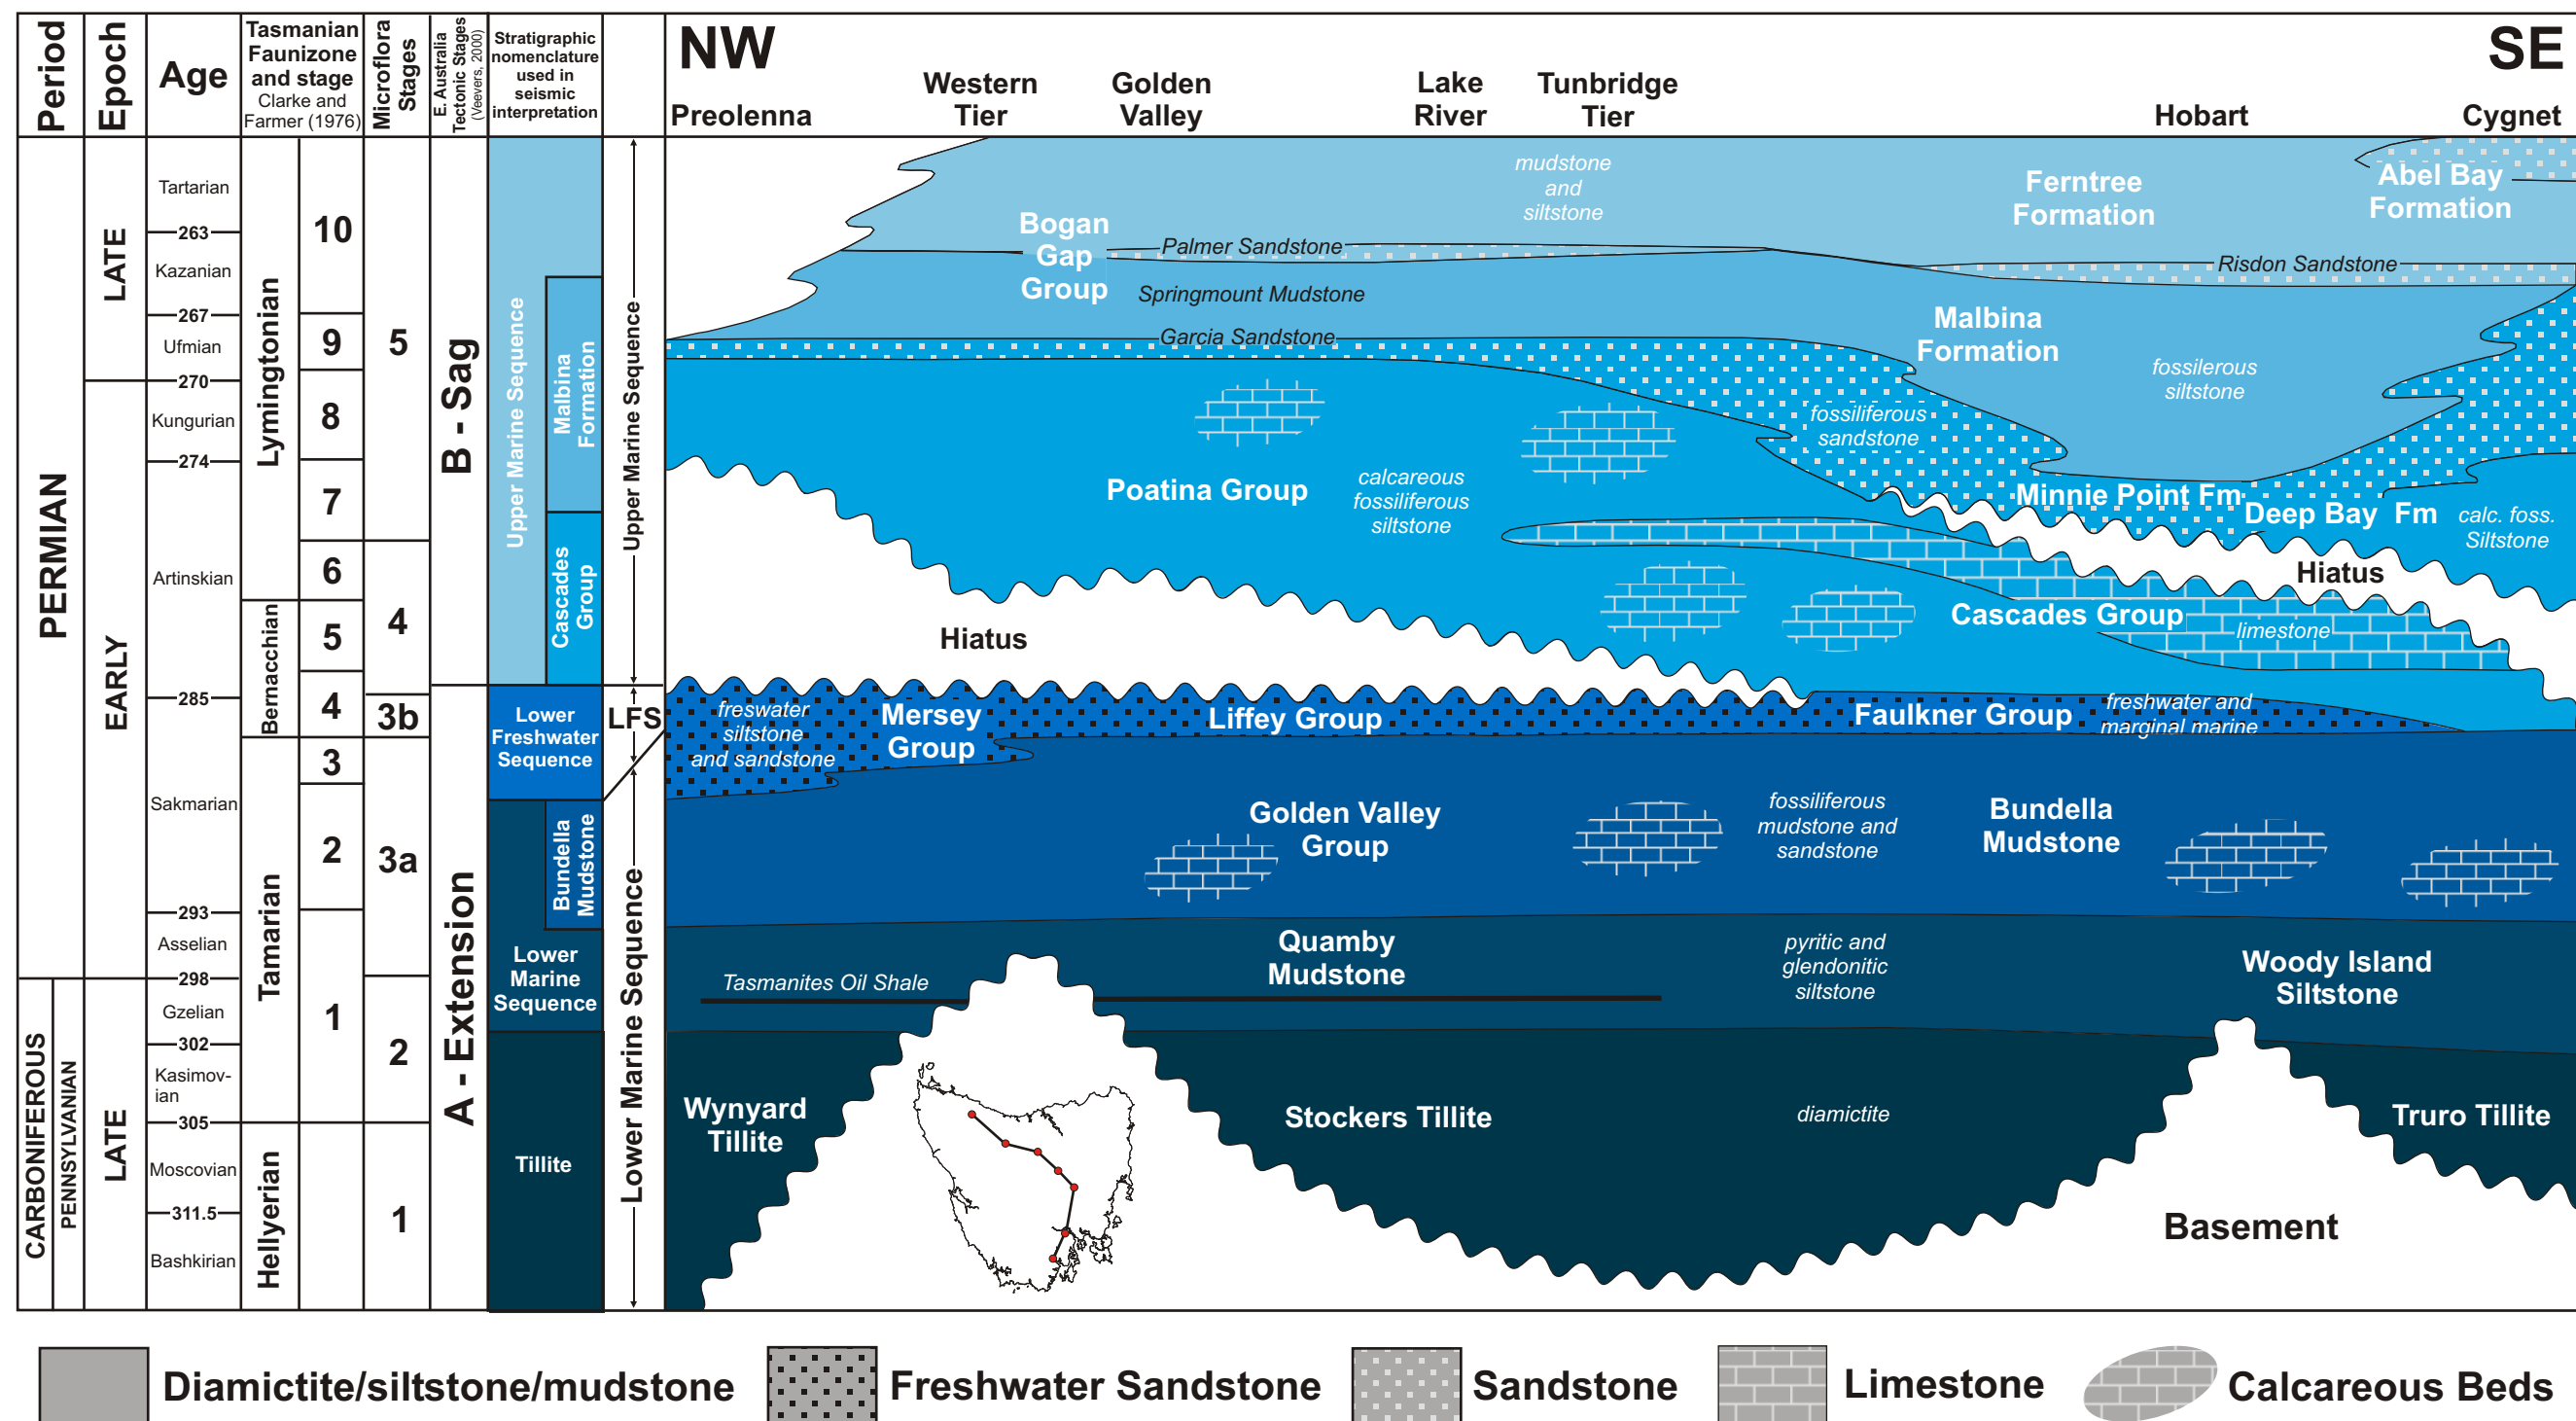 Period
Epoch
Age
Tasmanian
Faunizone
and stage
Clarke and
Farmer (1976)
Microflora
Stages
E. Australia
Tectonic Stages
(Veevers, 2000)
Stratigraphic
nomenclature
used in
seismic
interpretation
NW
SE
Preolenna
Western
Tier
Golden
Valley
Lake
River
Tunbridge
Tier
Hobart
Cygnet
PERMIAN
CARBONIFEROUS
PENNSYLVANIAN
LATE
EARLY
LATE
Tartarian
263
Kazanian
267
Ufmian
270
Kungurian
274
Artinskian
285
Sakmarian
293
Asselian
298
Gzelian
302
Kasimov-
ian
305
Moscovian
311.5
Bashkirian
Lymingtonian
Bernacchian
Tamarian
Hellyerian
10
9
8
7
6
5
4
3
2
1
5
4
3b
3a
2
1
B - Sag
A - Extension
Upper Marine Sequence
Malbina
Formation
Cascades
Group
Lower
Freshwater
Sequence
Bundella
Mudstone
Lower
Marine
Sequence
Tillite
Upper Marine Sequence
LFS
Lower Marine Sequence
mudstone
and
siltstone
Ferntree
Formation
Abel Bay
Formation
Bogan
Gap
Group
Palmer Sandstone
Risdon Sandstone
Springmount Mudstone
Garcia Sandstone
Malbina
Formation
fossilerous
siltstone
fossiliferous
sandstone
Poatina Group
calcareous
fossiliferous
siltstone
Minnie Point Fm
Deep Bay Fm
calc. foss.
Siltstone
Hiatus
Cascades Group
limestone
Hiatus
freswater
siltstone
and sandstone
Mersey
Group
Liffey Group
Faulkner Group
freshwater and
marginal marine
Golden Valley
Group
fossiliferous
mudstone and
sandstone
Bundella
Mudstone
Quamby
Mudstone
Tasmanites Oil Shale
pyritic and
glendonitic
siltstone
Woody Island
Siltstone
Wynyard
Tillite
Stockers Tillite
diamictite
Truro Tillite
Basement
Diamictite/siltstone/mudstone
Freshwater Sandstone
Sandstone
Limestone
Calcareous Beds